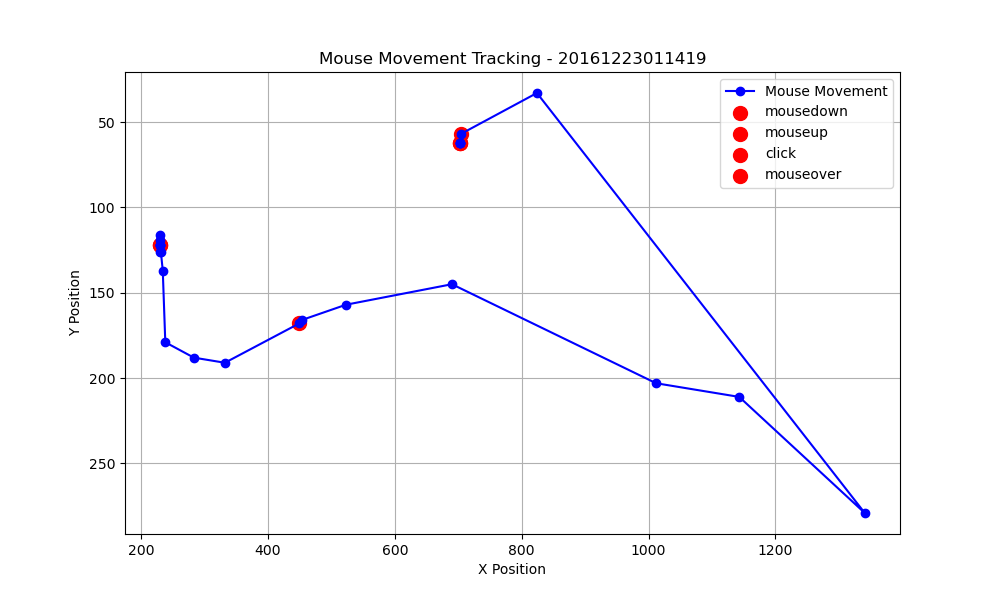 Mouse Movement Tracking - 20161223011419
Mouse Movement
mousedown
mouseup
click
mouseover
50
100
150
200
250
Y Position
200 400 600 800 1000 1200
X Position